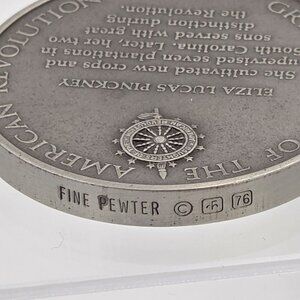 OF THE AMERICAN REVOLUTION
ELIZA LUCAS PINCKNEY
She cultivated new crops and
supervised seven plantations in
South Carolina. Later, her two
sons served with great
distinction during
the Revolution
FINE PEWTER © 76